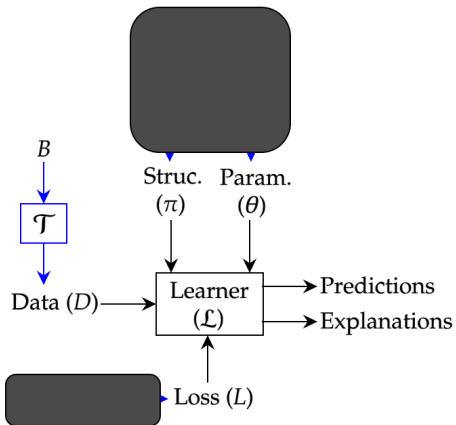 B
𝒯
Struc. Param.
(π) (θ)
Data (D)
Learner
(ℒ)
Predictions
Explanations
Loss (L)